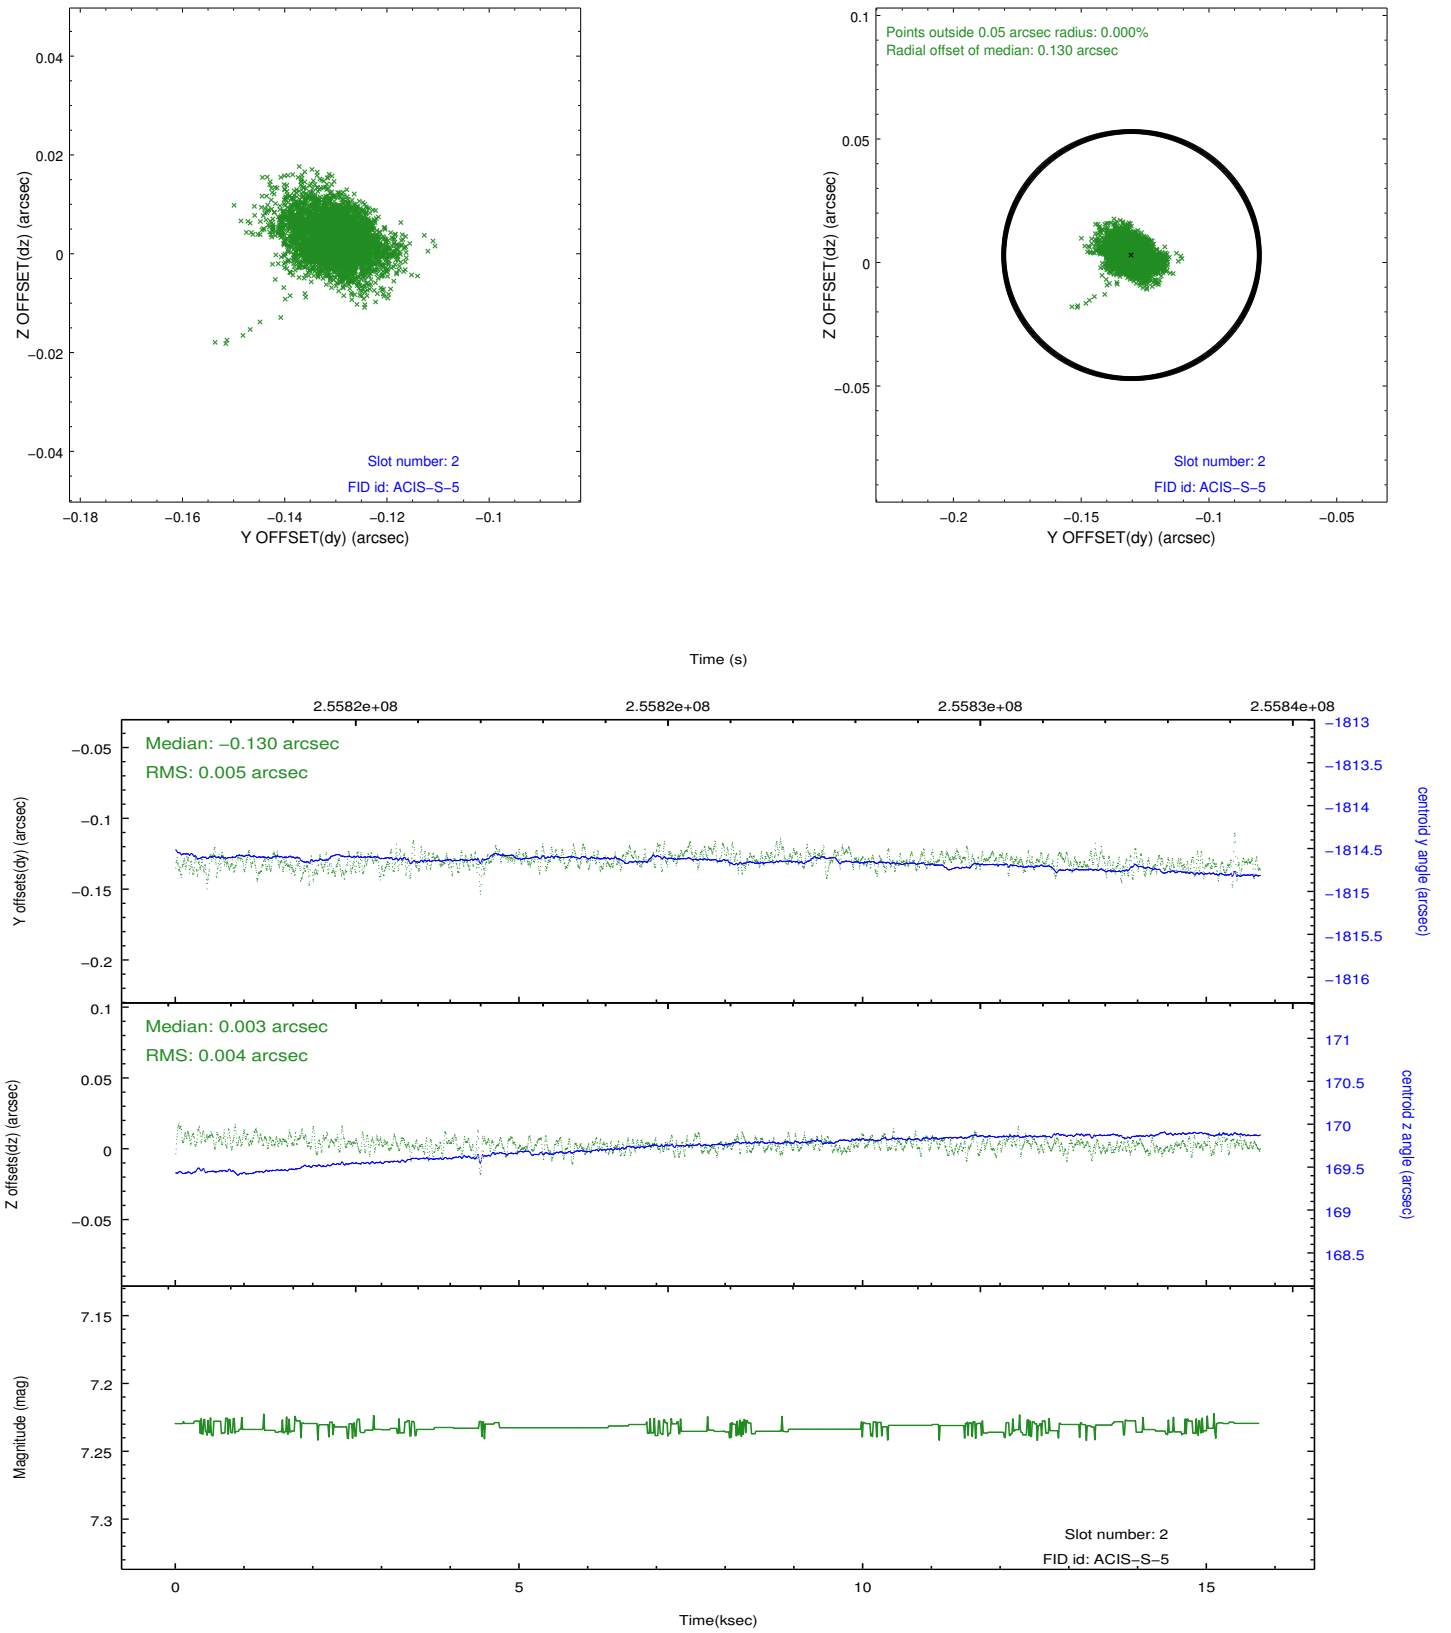 0.04
0.02
0
−0.02
−0.04
Z OFFSET(dz) (arcsec)
−0.18
−0.16
−0.14
−0.12
−0.1
Y OFFSET(dy) (arcsec)
Slot number: 2
FID id: ACIS−S−5
Points outside 0.05 arcsec radius: 0.000%
Radial offset of median: 0.130 arcsec
0.1
0.05
0
−0.05
Z OFFSET(dz) (arcsec)
−0.2
−0.15
−0.1
−0.05
Y OFFSET(dy) (arcsec)
Slot number: 2
FID id: ACIS−S−5
Time (s)
2.5582e+08
2.5582e+08
2.5583e+08
2.5584e+08
Median: −0.130 arcsec
RMS: 0.005 arcsec
−0.05
−0.1
−0.15
−0.2
Y offsets(dy) (arcsec)
−1813
−1813.5
−1814
−1814.5
−1815
−1815.5
−1816
centroid y angle (arcsec)
Median: 0.003 arcsec
RMS: 0.004 arcsec
0.1
0.05
0
−0.05
Z offsets(dz) (arcsec)
171
170.5
170
169.5
169
168.5
centroid z angle (arcsec)
7.15
7.2
7.25
7.3
Magnitude (mag)
Slot number: 2
FID id: ACIS−S−5
0
5
10
15
Time(ksec)